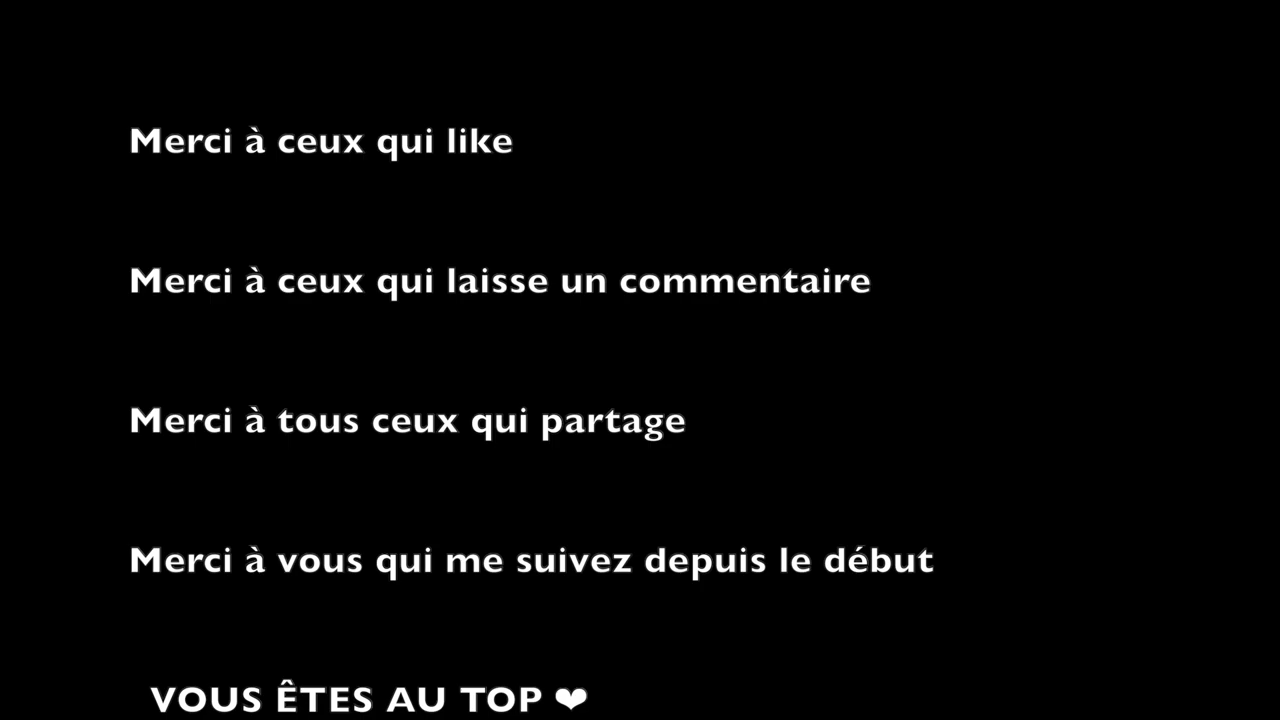 Merci à ceux qui like
Merci à ceux qui laisse un commentaire
Merci à tous ceux qui partage
Merci à vous qui me suivez depuis le début
VOUS ÊTES AU TOP ❤